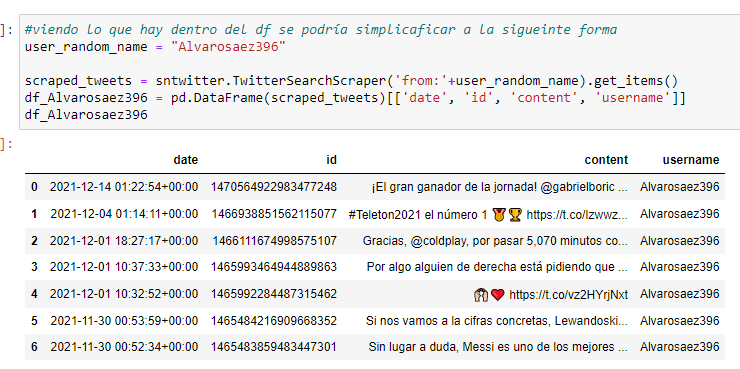 ]: #viendo lo que hay dentro del df se podría simplicaficar a la sigueinte forma
user_random_name = "Alvarosaez396"
scraped_tweets = sntwitter.TwitterSearchScraper('from:'+user_random_name).get_items()
df_Alvarosaez396 = pd.DataFrame(scraped_tweets)[['date', 'id', 'content', 'username']]
df_Alvarosaez396
]:
date id content username
0 2021-12-14 01:22:54+00:00 1470564922983477248 ¡El gran ganador de la jornada! @gabrielboric ... Alvarosaez396
1 2021-12-04 01:14:11+00:00 1466938851562115077 #Teleton2021 el número 1 🏅🏆 https://t.co/lzwwz... Alvarosaez396
2 2021-12-01 18:27:17+00:00 1466111674998575107 Gracias, @coldplay, por pasar 5,070 minutos co... Alvarosaez396
3 2021-12-01 10:37:33+00:00 1465993464944889863 Por algo alguien de derecha está pidiendo que ... Alvarosaez396
4 2021-12-01 10:32:52+00:00 1465992284487315462 ❤️ https://t.co/vz2HYrjNxt Alvarosaez396
5 2021-11-30 00:53:59+00:00 1465484216909668352 Si nos vamos a la cifras concretas, Lewandoski... Alvarosaez396
6 2021-11-30 00:52:34+00:00 1465483859483447301 Sin lugar a duda, Messi es uno de los mejores ... Alvarosaez396